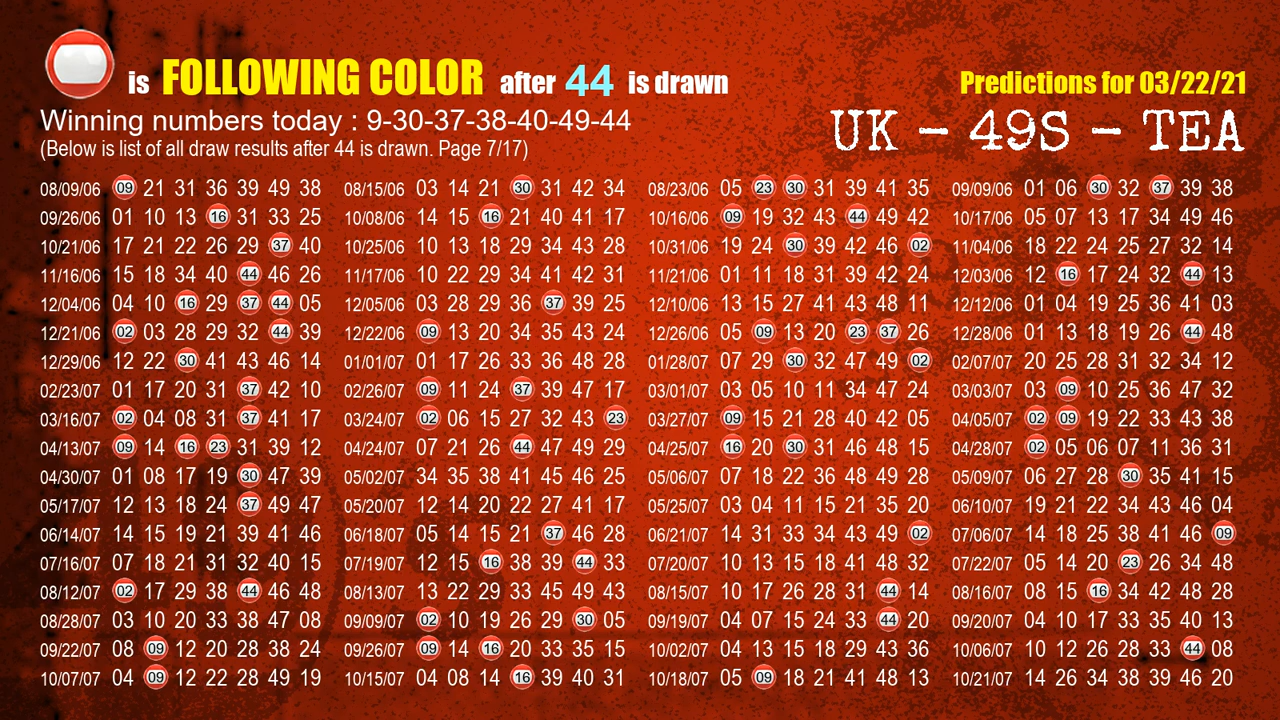 is FOLLOWING COLOR after 44 is drawn
Predictions for 03/22/21
Winning numbers today : 9-30-37-38-40-49-44
UK - 49S - TEA
(Below is list of all draw results after 44 is drawn. Page 7/17)
08/09/06 09 21 31 36 39 49 38 08/15/06 03 14 21 30 31 42 34 08/23/06 05 23 30 31 39 41 35 09/09/06 01 06 30 32 37 39 38
09/26/06 01 10 13 16 31 33 25 10/08/06 14 15 16 21 40 41 17 10/16/06 09 19 32 43 44 49 42 10/17/06 05 07 13 17 34 49 46
10/21/06 17 21 22 26 29 37 40 10/25/06 10 13 18 29 34 43 28 10/31/06 19 24 30 39 42 46 02 11/04/06 18 22 24 25 27 32 14
11/16/06 15 18 34 40 44 46 26 11/17/06 10 22 29 34 41 42 31 11/21/06 01 11 18 31 39 42 24 12/03/06 12 16 17 24 32 44 13
12/04/06 04 10 16 29 37 44 05 12/05/06 03 28 29 36 37 39 25 12/10/06 13 15 27 41 43 48 11 12/12/06 01 04 19 25 36 41 03
12/21/06 02 03 28 29 32 44 39 12/22/06 09 13 20 34 35 43 24 12/26/06 05 09 13 20 23 37 26 12/28/06 01 13 18 19 26 44 48
12/29/06 12 22 30 41 43 46 14 01/01/07 01 17 26 33 36 48 28 01/28/07 07 29 30 32 47 49 02 02/07/07 20 25 28 31 32 34 12
02/23/07 01 17 20 31 37 42 10 02/26/07 09 11 24 37 39 47 17 03/01/07 03 05 10 11 34 47 24 03/03/07 03 09 10 25 36 47 32
03/16/07 02 04 08 31 37 41 17 03/24/07 02 06 15 27 32 43 23 03/27/07 09 15 21 28 40 42 05 04/05/07 02 09 19 22 33 43 38
04/13/07 09 14 16 23 31 39 12 04/24/07 07 21 26 44 47 49 29 04/25/07 16 20 30 31 46 48 15 04/28/07 02 05 06 07 11 36 31
04/30/07 01 08 17 19 30 47 39 05/02/07 34 35 38 41 45 46 25 05/06/07 07 18 22 36 48 49 28 05/09/07 06 27 28 30 35 41 15
05/17/07 12 13 18 24 37 49 47 05/20/07 12 14 20 22 27 41 17 05/25/07 03 04 11 15 21 35 20 06/10/07 19 21 22 34 43 46 04
06/14/07 14 15 19 21 39 41 46 06/18/07 05 14 15 21 37 46 28 06/21/07 14 31 33 34 43 49 02 07/06/07 14 18 25 38 41 46 09
07/16/07 07 18 21 31 32 40 15 07/19/07 12 15 16 38 39 44 33 07/20/07 10 13 15 18 41 48 32 07/22/07 05 14 20 23 26 34 48
08/12/07 02 17 29 38 44 46 48 08/13/07 13 22 29 33 45 49 43 08/15/07 10 17 26 28 31 44 14 08/16/07 08 15 16 34 42 48 28
08/28/07 03 10 20 33 38 47 08 09/09/07 02 10 19 26 29 30 05 09/19/07 04 07 15 24 33 44 20 09/20/07 04 10 17 33 35 40 13
09/22/07 08 09 12 20 28 38 24 09/26/07 09 14 16 20 33 35 15 10/02/07 04 13 15 18 29 43 36 10/06/07 10 12 26 28 33 44 08
10/07/07 04 09 12 22 28 49 19 10/15/07 04 08 14 16 39 40 31 10/18/07 05 09 18 21 41 48 13 10/21/07 14 26 34 38 39 46 20